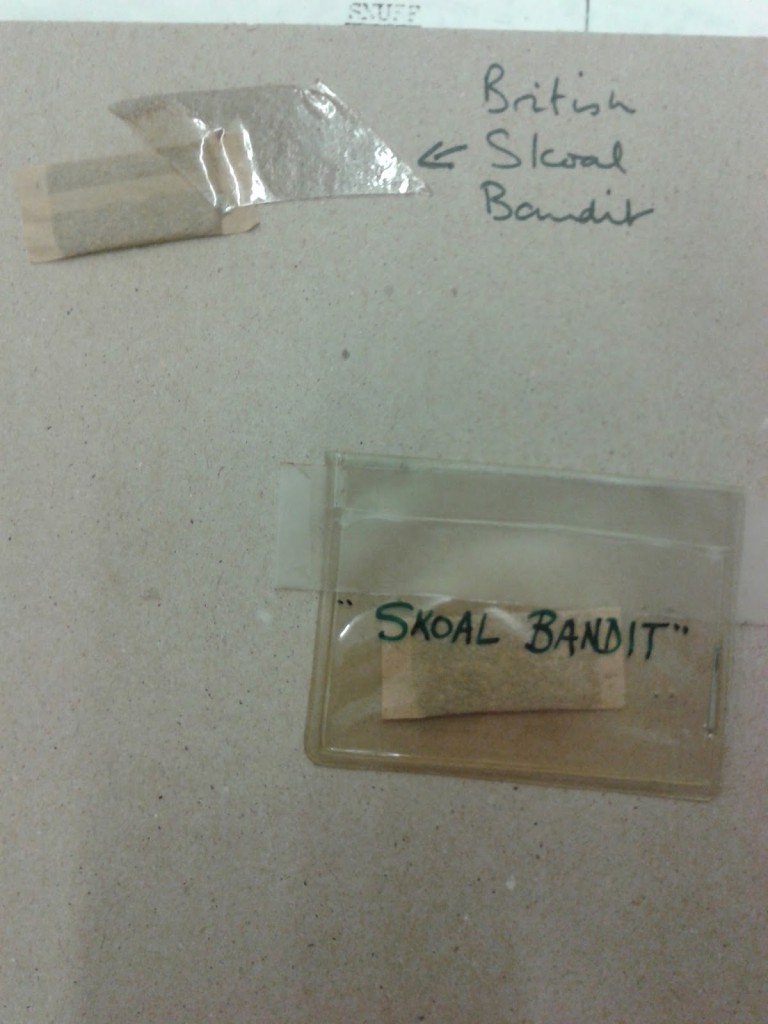 SNUFF
British
← Skoal
Bandit
"SKOAL BANDIT"